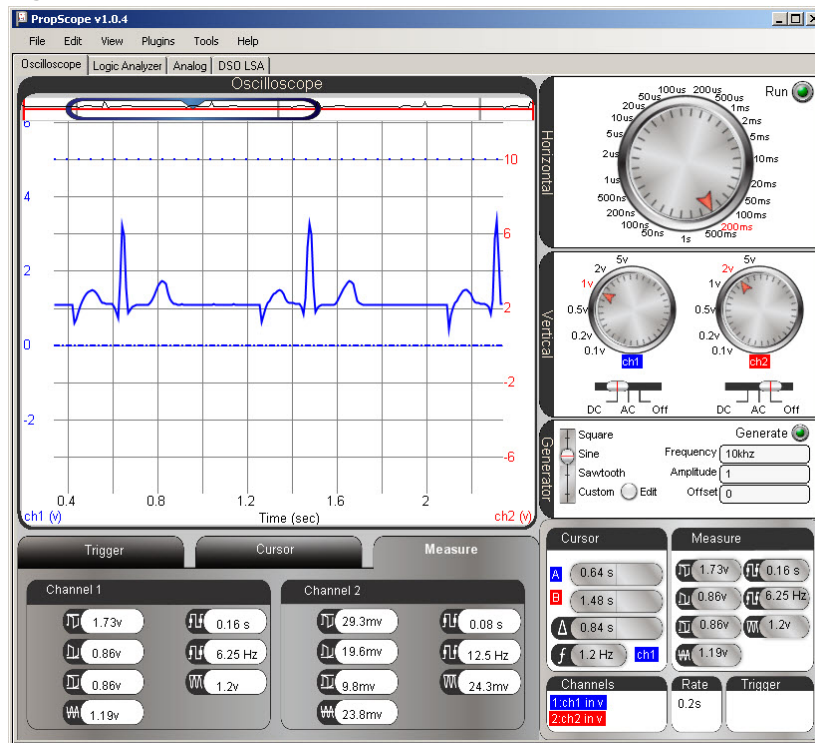 PropScope v1.0.4
File Edit View Plugins Tools Help
Oscilloscope Logic Analyzer Analog DSO LSA
Oscilloscope
6
4
2
0
-2
10
6
2
-2
-6
0.4 0.8 1.2 1.6 2
ch1 (v) Time (sec) ch2 (v)
Horizontal
Run
1s
50ns
100ns
200ns
500ns
1us
2us
5us
10us
20us
50us
100us
200us
500us
1ms
2ms
5ms
10ms
20ms
50ms
100ms
200ms
500ms
Vertical
5v
2v
1v
0.5v
0.2v
0.1v
ch1
DC AC Off
5v
2v
1v
0.5v
0.2v
0.1v
ch2
DC AC Off
Generator
Square
Sine
Sawtooth
Custom Edit
Generate
Frequency 10khz
Amplitude 1
Offset 0
Trigger Cursor Measure
Channel 1
1.73v 0.16 s
0.86v 6.25 Hz
0.86v 1.2v
1.19v
Channel 2
29.3mv 0.08 s
19.6mv 12.5 Hz
9.8mv 24.3mv
23.8mv
Cursor
A 0.64 s
B 1.48 s
Δ 0.84 s
f 1.2 Hz ch1
Measure
1.73v 0.16 s
0.86v 6.25 Hz
0.86v 1.2v
1.19v
Channels
1:ch1 in v
2:ch2 in v
Rate
0.2s
Trigger